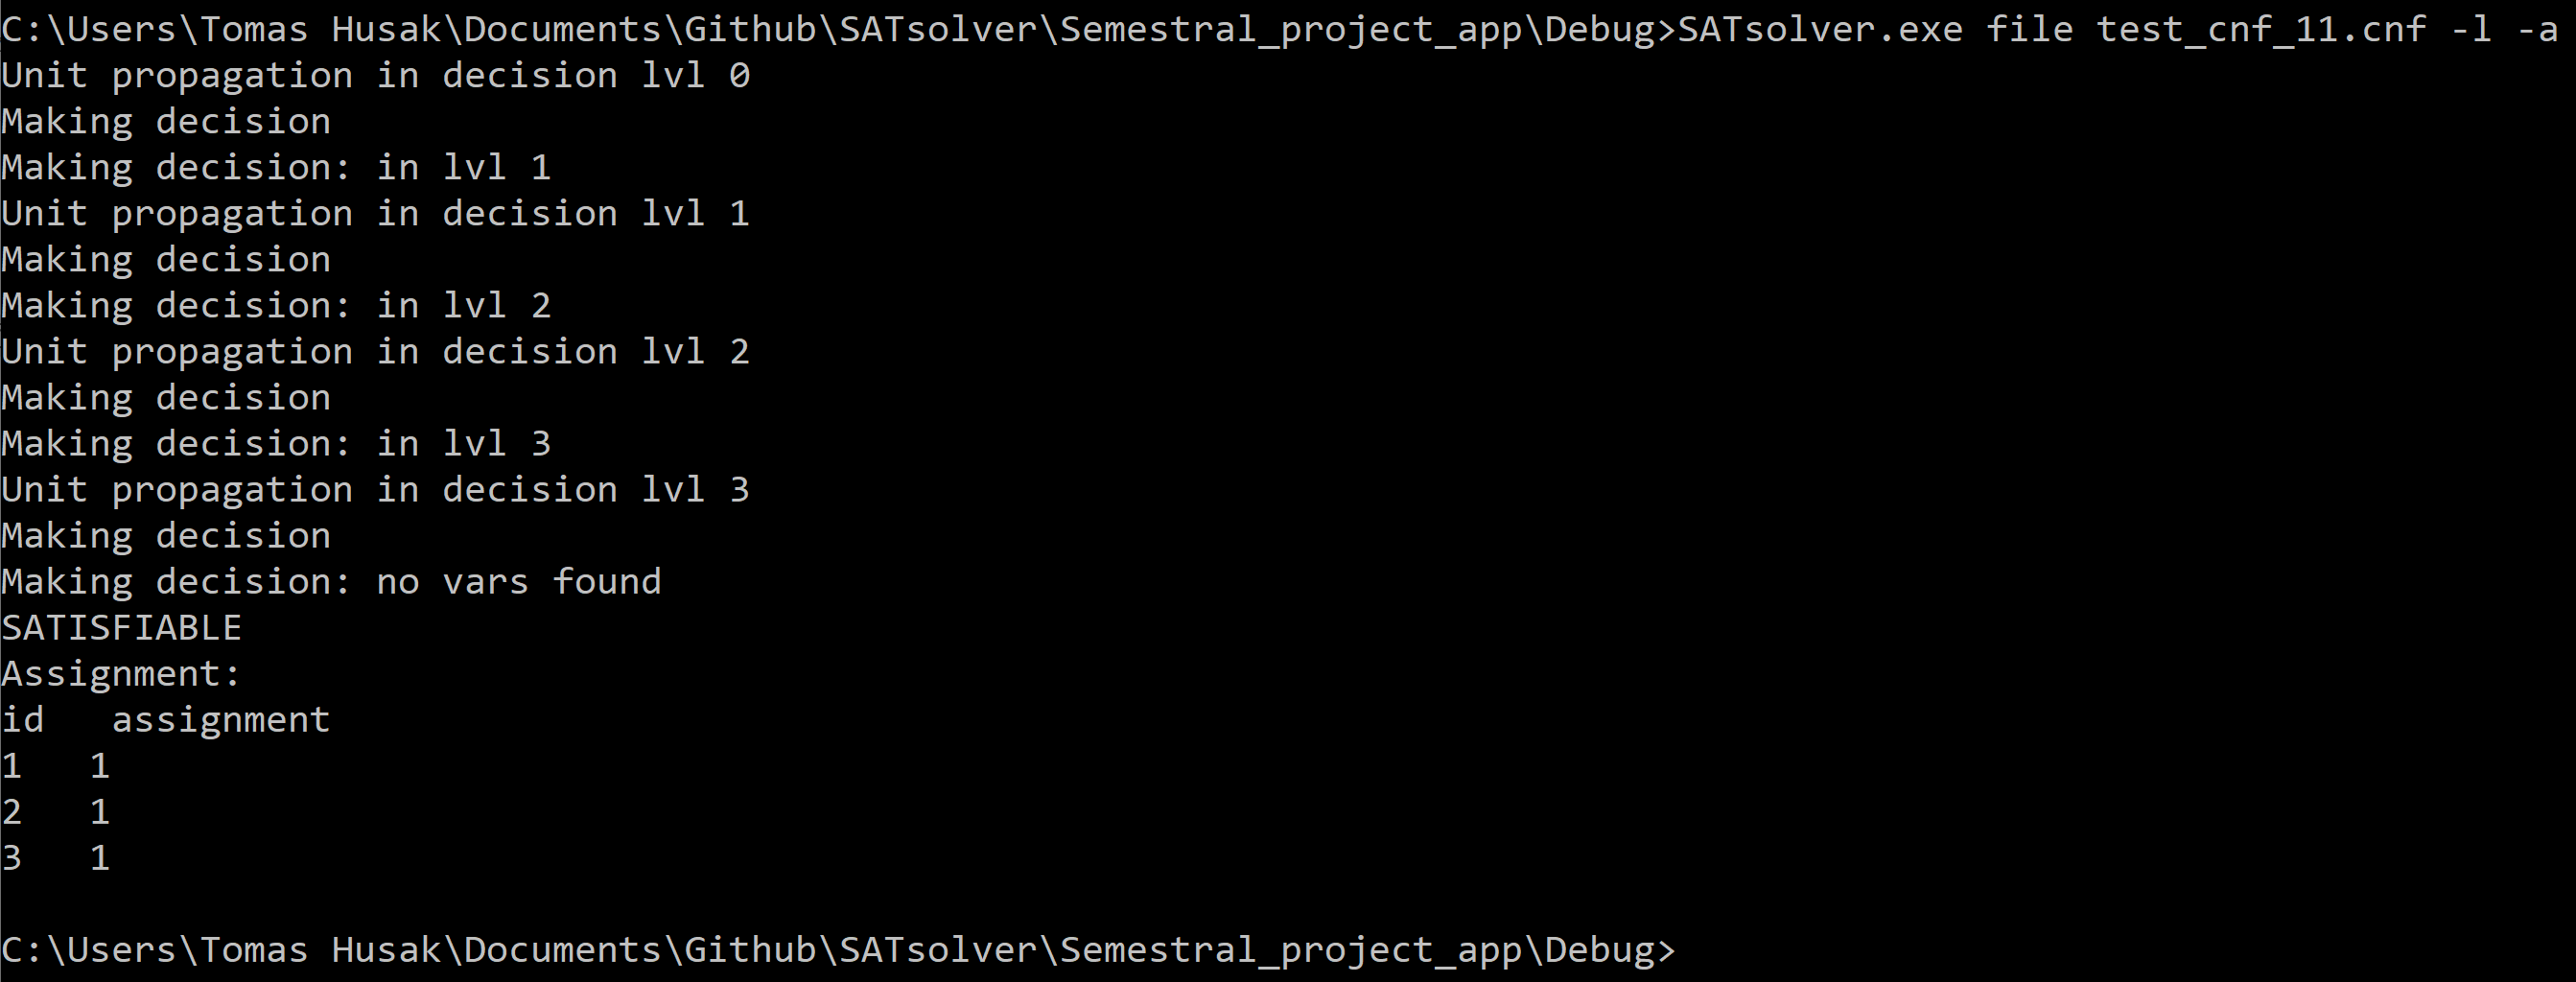 C:\Users\Tomas Husak\Documents\Github\SATsolver\Semestral_project_app\Debug>SATsolver.exe file test_cnf_11.cnf -l -a
Unit propagation in decision lvl 0
Making decision
Making decision: in lvl 1
Unit propagation in decision lvl 1
Making decision
Making decision: in lvl 2
Unit propagation in decision lvl 2
Making decision
Making decision: in lvl 3
Unit propagation in decision lvl 3
Making decision
Making decision: no vars found
SATISFIABLE
Assignment:
id   assignment
1   1
2   1
3   1
C:\Users\Tomas Husak\Documents\Github\SATsolver\Semestral_project_app\Debug>